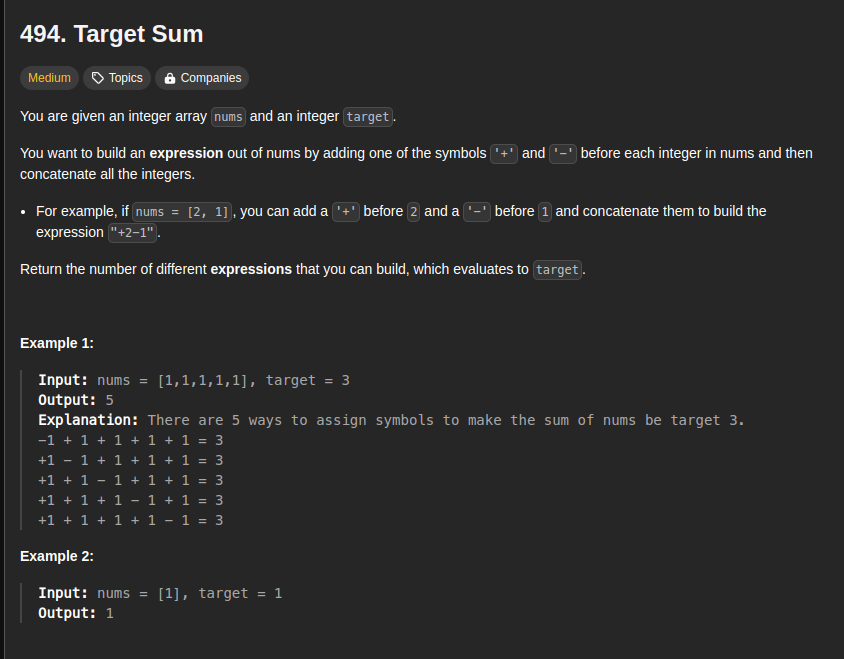 494. Target Sum
Medium Topics Companies
You are given an integer array nums and an integer target.
You want to build an expression out of nums by adding one of the symbols '+' and '-' before each integer in nums and then
concatenate all the integers.
• For example, if nums = [2, 1], you can add a '+' before 2 and a '-' before 1 and concatenate them to build the
expression "+2-1".
Return the number of different expressions that you can build, which evaluates to target.
Example 1:
Input: nums = [1,1,1,1,1], target = 3
Output: 5
Explanation: There are 5 ways to assign symbols to make the sum of nums be target 3.
-1 + 1 + 1 + 1 + 1 = 3
+1 - 1 + 1 + 1 + 1 = 3
+1 + 1 - 1 + 1 + 1 = 3
+1 + 1 + 1 - 1 + 1 = 3
+1 + 1 + 1 + 1 - 1 = 3
Example 2:
Input: nums = [1], target = 1
Output: 1